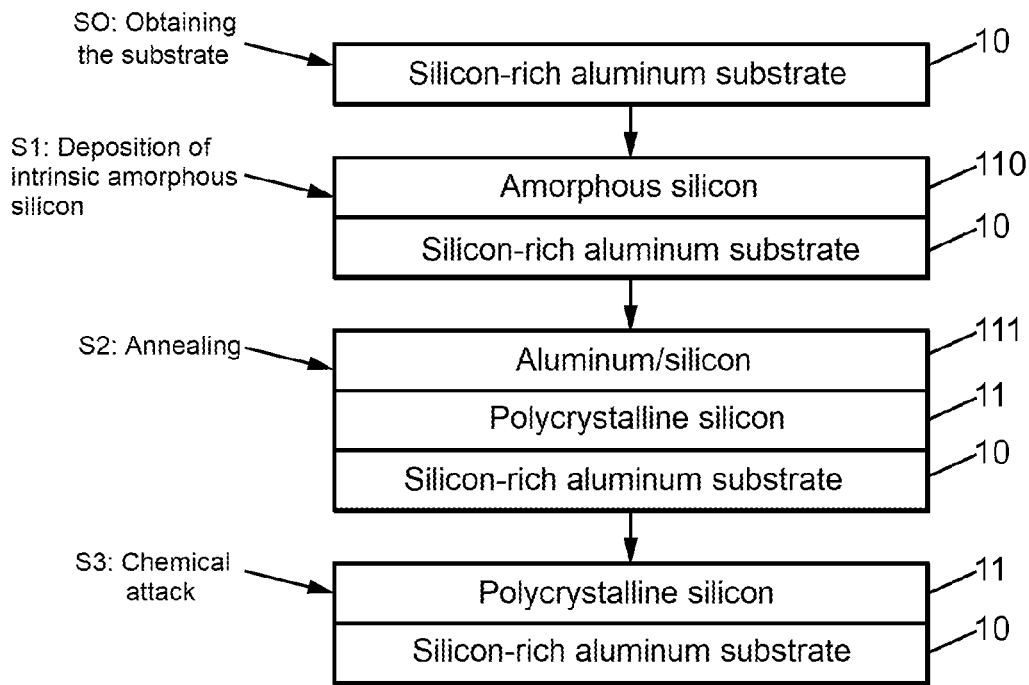 SO: Obtaining
the substrate
10
Silicon-rich aluminum substrate
S1: Deposition of
intrinsic amorphous
silicon
110
Amorphous silicon
10
Silicon-rich aluminum substrate
S2: Annealing
111
Aluminum/silicon
11
Polycrystalline silicon
10
Silicon-rich aluminum substrate
S3: Chemical
attack
11
Polycrystalline silicon
10
Silicon-rich aluminum substrate